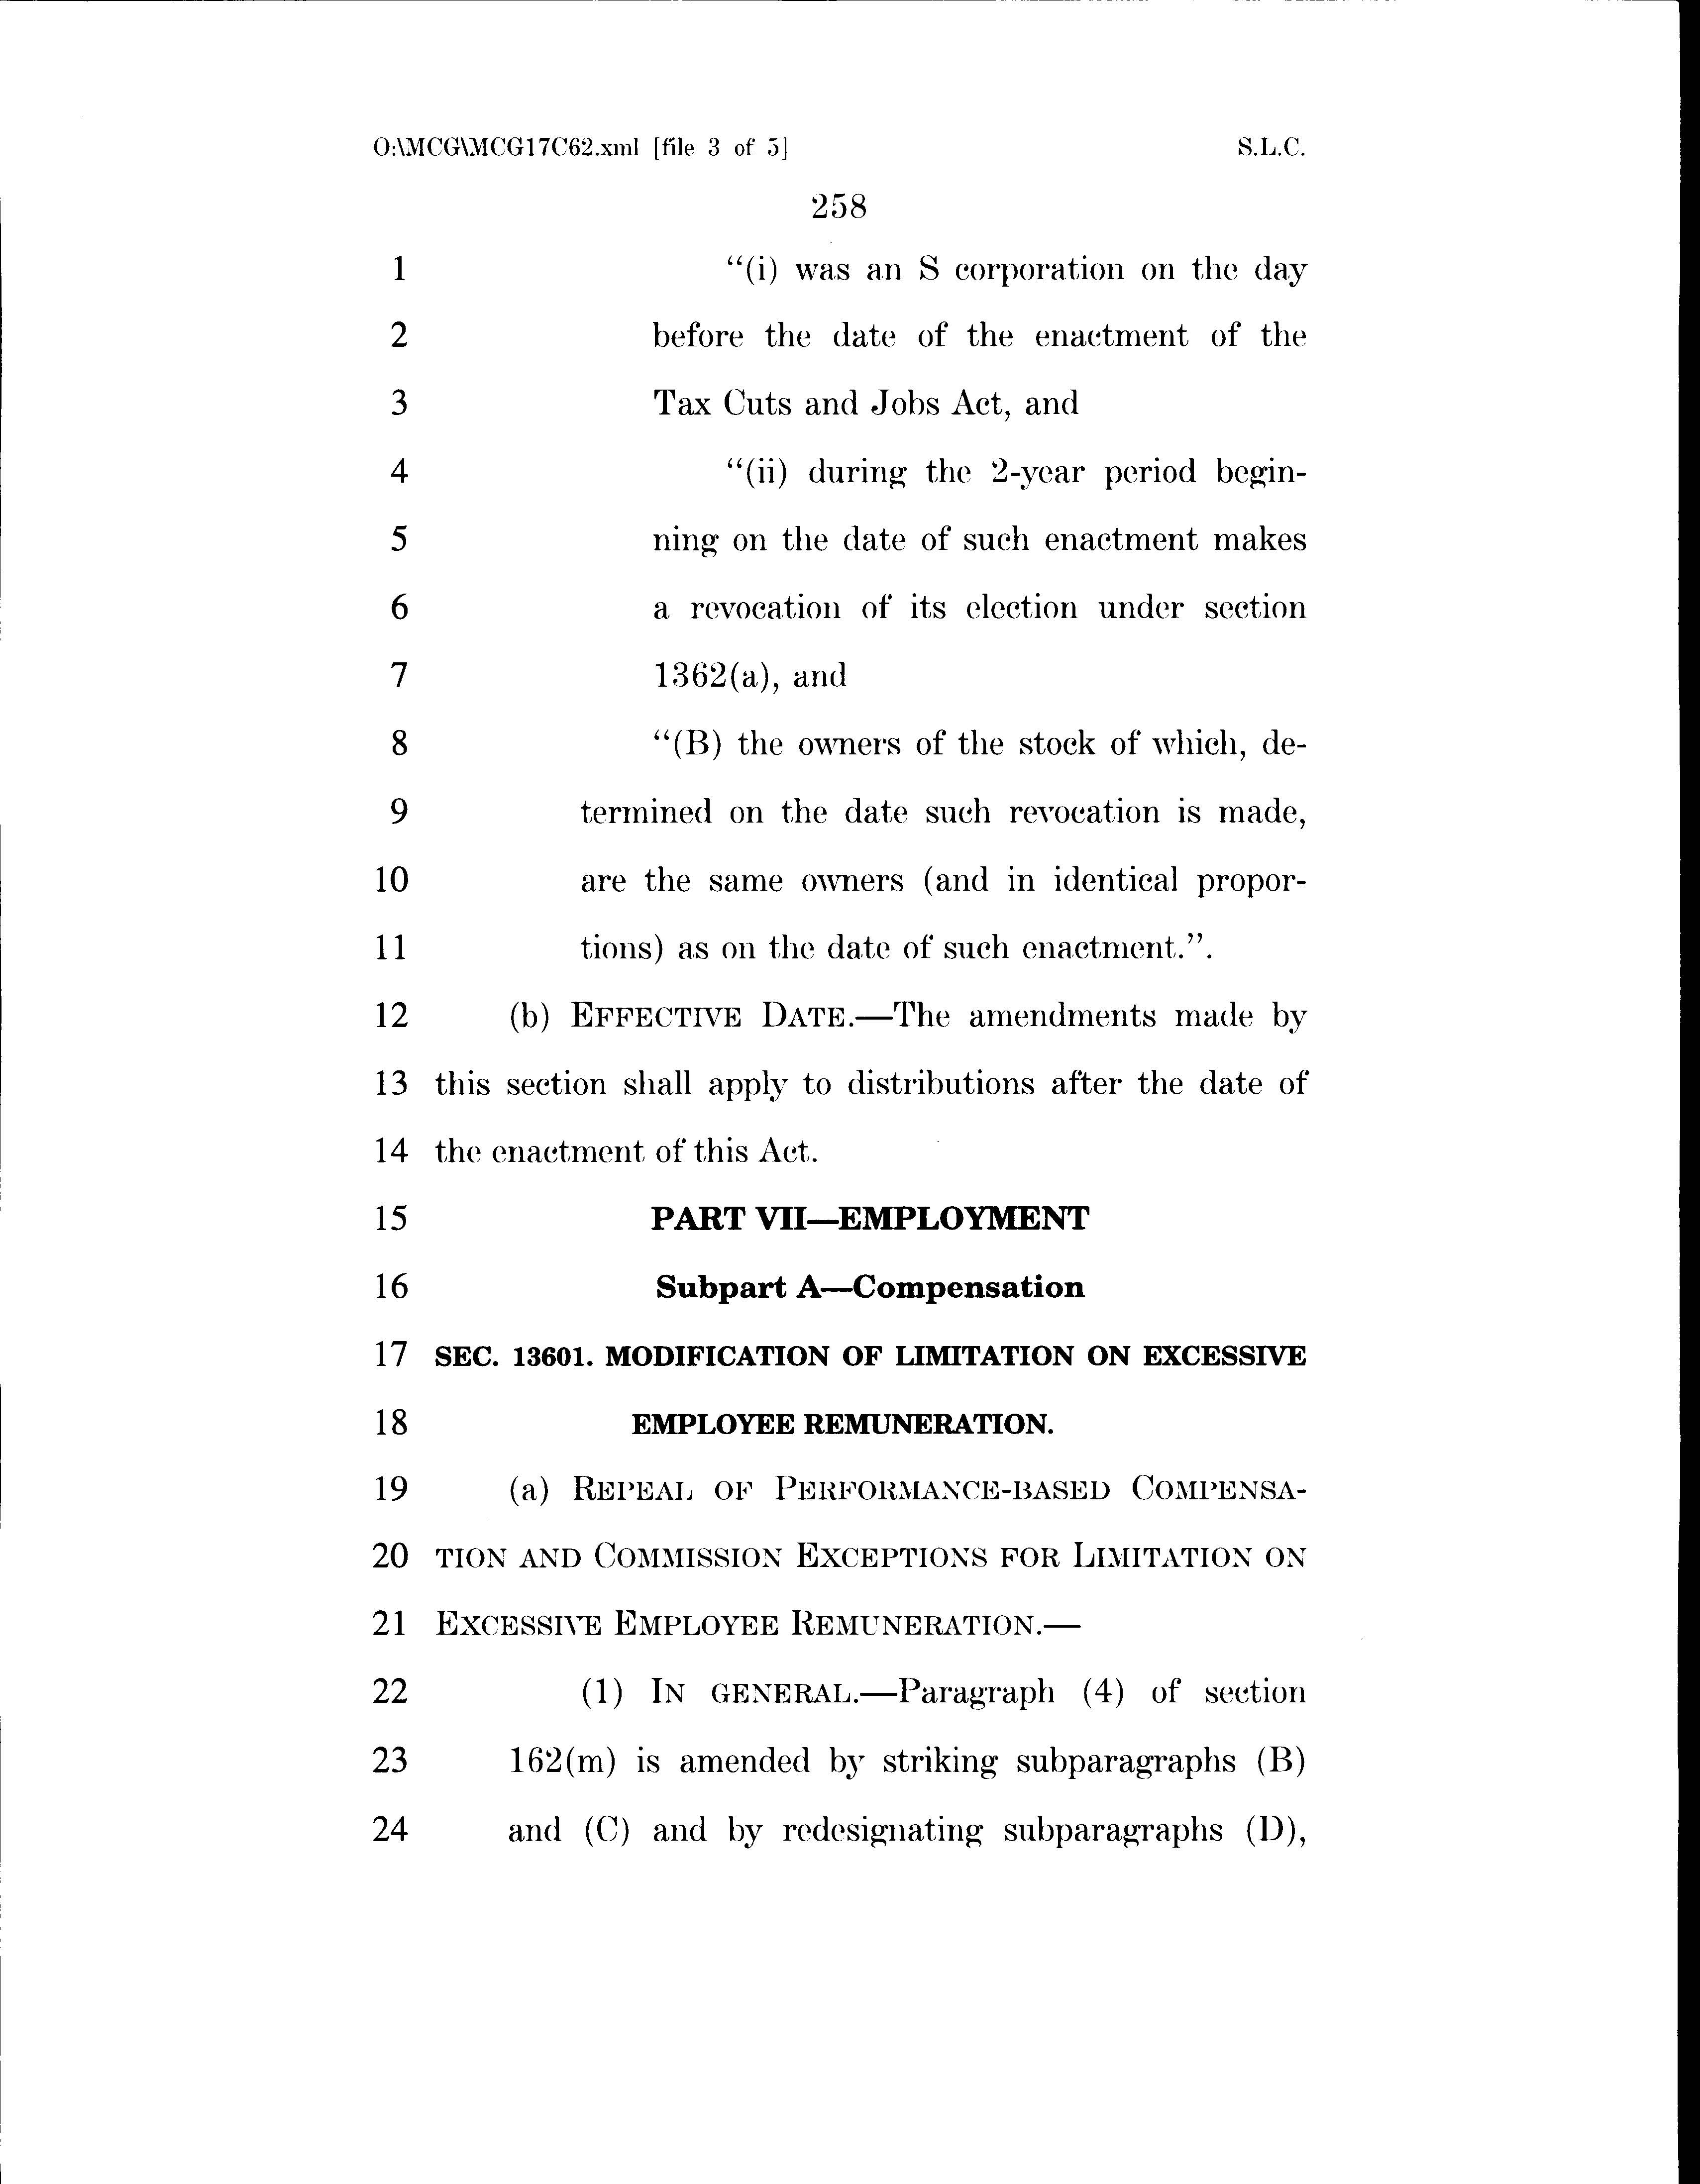 O:\MCG\MCG17C62.xml [file 3 of 5] S.L.C.
258
1 “(i) was an S corporation on the day
2 before the date of the enactment of the
3 Tax Cuts and Jobs Act, and
4 “(ii) during the 2-year period begin-
5 ning on the date of such enactment makes
6 a revocation of its election under section
7 1362(a), and
8 “(B) the owners of the stock of which, de-
9 termined on the date such revocation is made,
10 are the same owners (and in identical propor-
11 tions) as on the date of such enactment.”.
12 (b) EFFECTIVE DATE.—The amendments made by
13 this section shall apply to distributions after the date of
14 the enactment of this Act.
15 PART VII—EMPLOYMENT
16 Subpart A—Compensation
17 SEC. 13601. MODIFICATION OF LIMITATION ON EXCESSIVE
18 EMPLOYEE REMUNERATION.
19 (a) REPEAL OF PERFORMANCE-BASED COMPENSA-
20 TION AND COMMISSION EXCEPTIONS FOR LIMITATION ON
21 EXCESSIVE EMPLOYEE REMUNERATION.—
22 (1) IN GENERAL.—Paragraph (4) of section
23 162(m) is amended by striking subparagraphs (B)
24 and (C) and by redesignating subparagraphs (D),